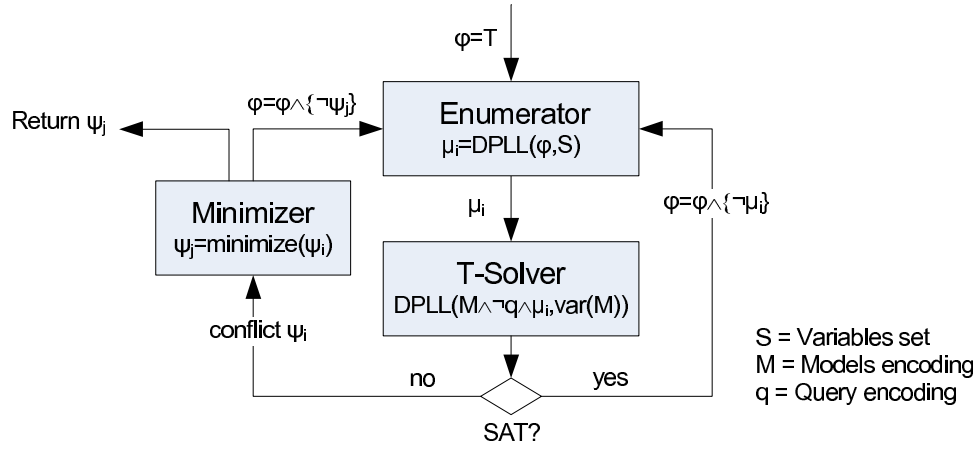 φ=T
φ=φ∧{¬ψⱼ}
Return ψⱼ
Enumerator
μᵢ=DPLL(φ,S)
Minimizer
ψⱼ=minimize(ψᵢ)
μᵢ
φ=φ∧{¬μᵢ}
T-Solver
DPLL(M∧¬q∧μᵢ,var(M))
conflict ψᵢ
no
yes
SAT?
S = Variables set
M = Models encoding
q = Query encoding